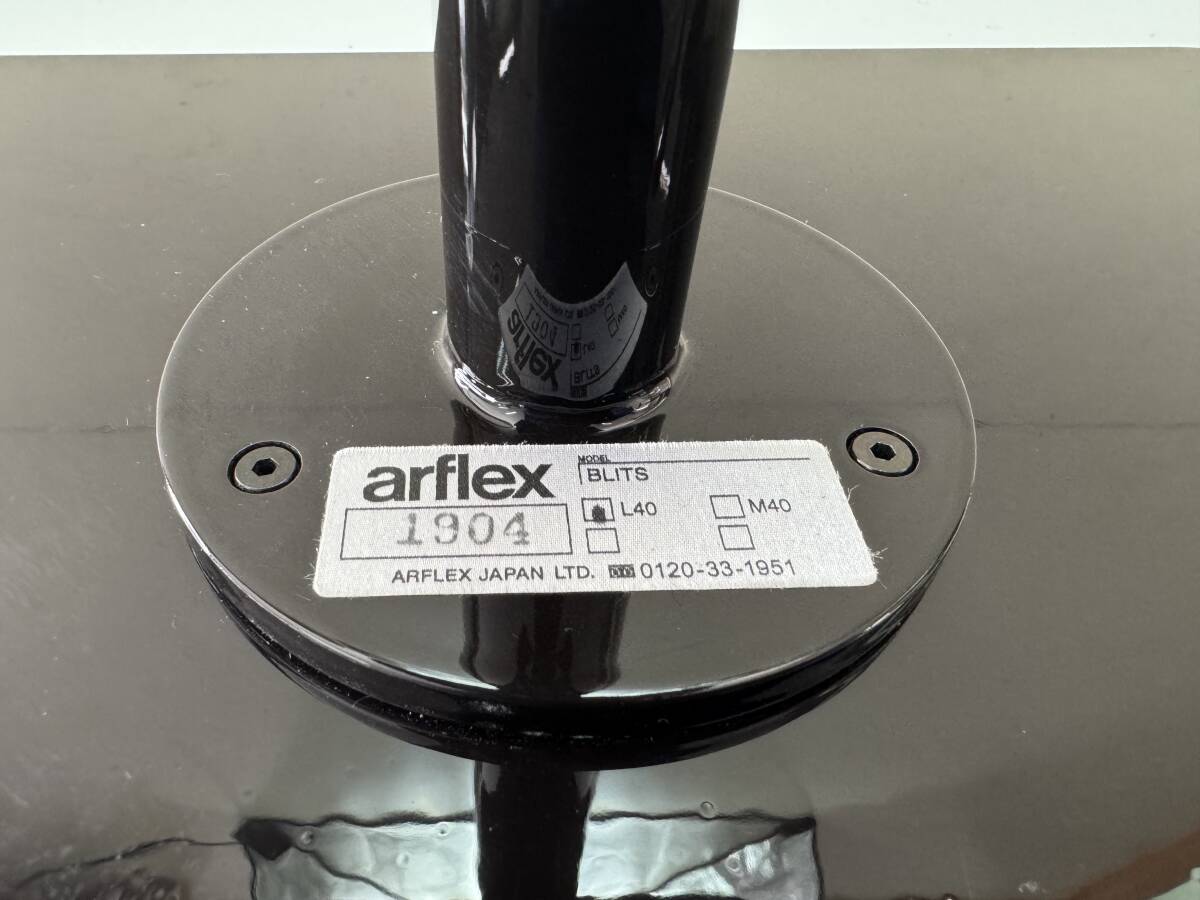 arflex
MODEL
BLITS
1904
L40
M40
ARFLEX JAPAN LTD. 0120-33-1951